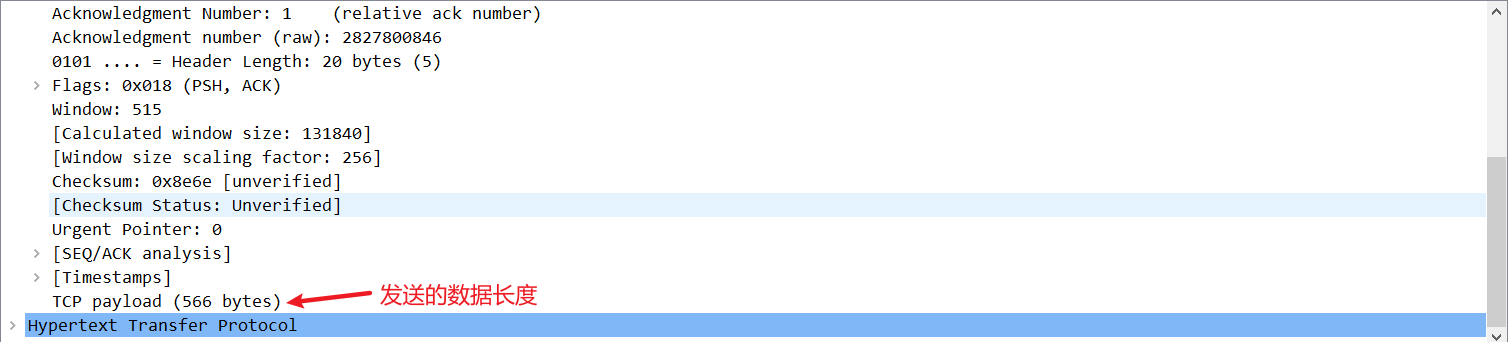 Acknowledgment Number: 1    (relative ack number)
Acknowledgment number (raw): 2827800846
0101 .... = Header Length: 20 bytes (5)
Flags: 0x018 (PSH, ACK)
Window: 515
[Calculated window size: 131840]
[Window size scaling factor: 256]
Checksum: 0x8e6e [unverified]
[Checksum Status: Unverified]
Urgent Pointer: 0
[SEQ/ACK analysis]
[Timestamps]
TCP payload (566 bytes) 发送的数据长度
Hypertext Transfer Protocol